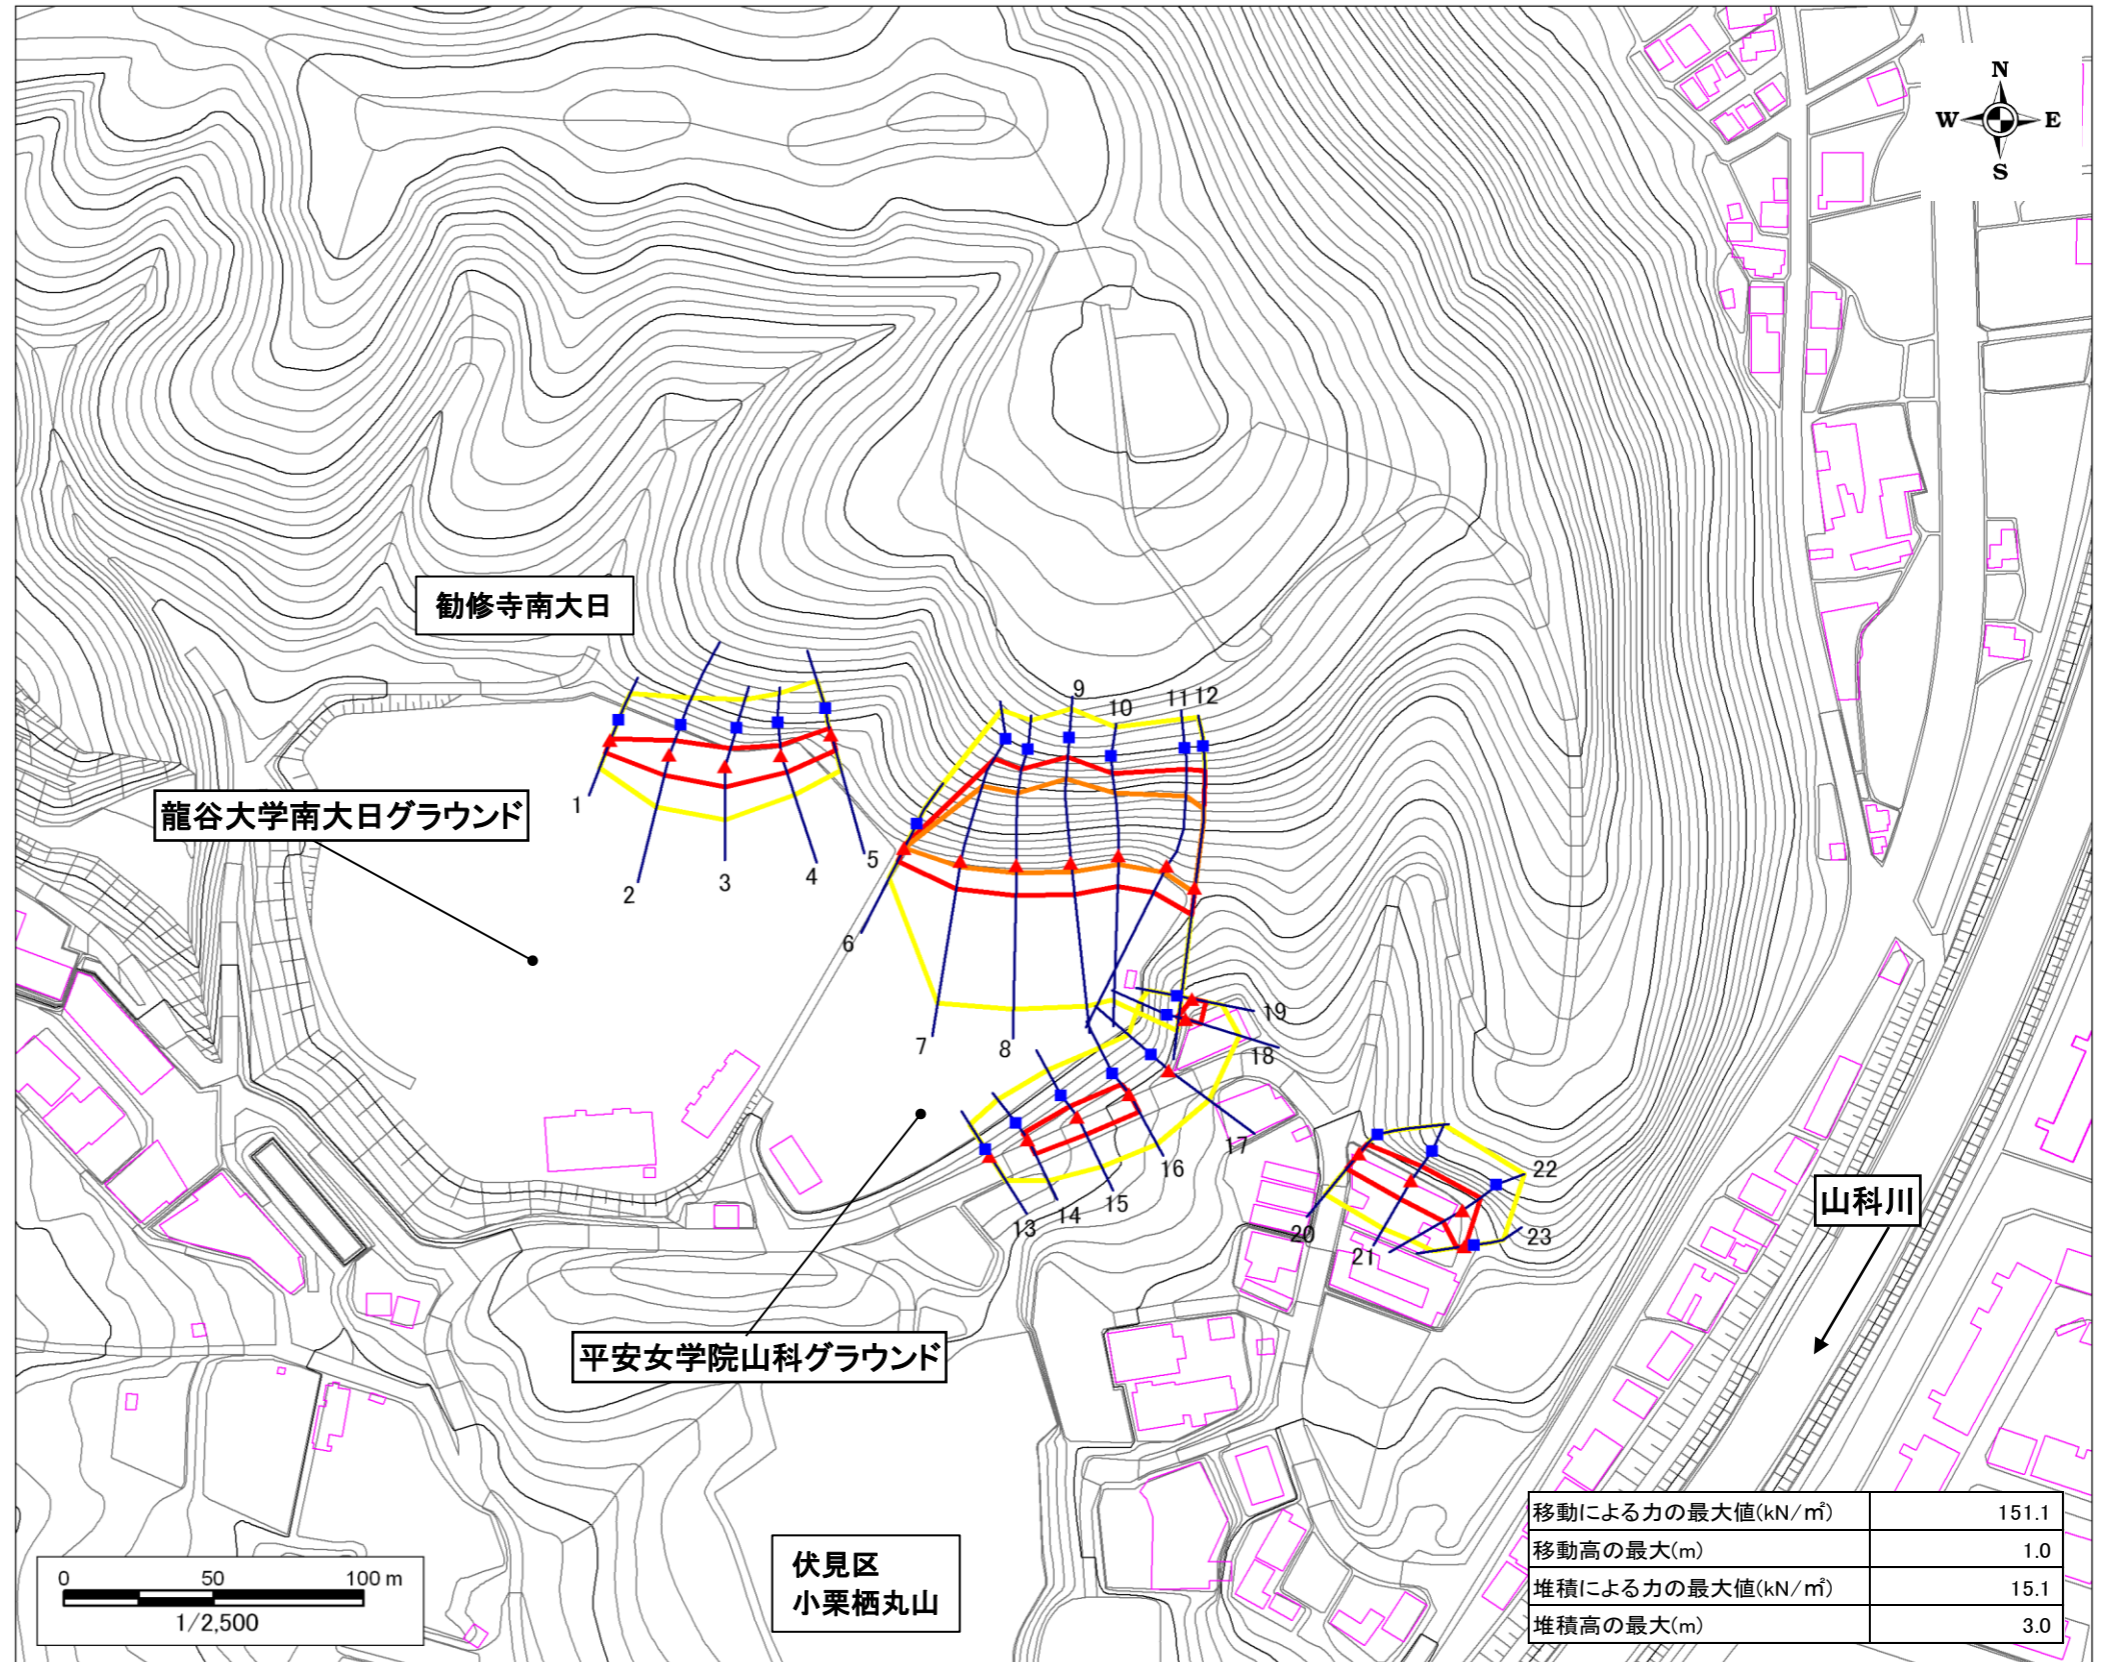 N
W E
S
勧修寺南大日
9
10
11 12
龍谷大学南大日グラウンド
1
2
3
4
5
6
7
8
19
18
17
16
15
14
13
22
23
20
21
山科川
平安女学院山科グラウンド
伏見区
小栗栖丸山
0 50 100 m
1/2,500
移動による力の最大値(kN/㎡) 151.1
移動高の最大(m) 1.0
堆積による力の最大値(kN/㎡) 15.1
堆積高の最大(m) 3.0